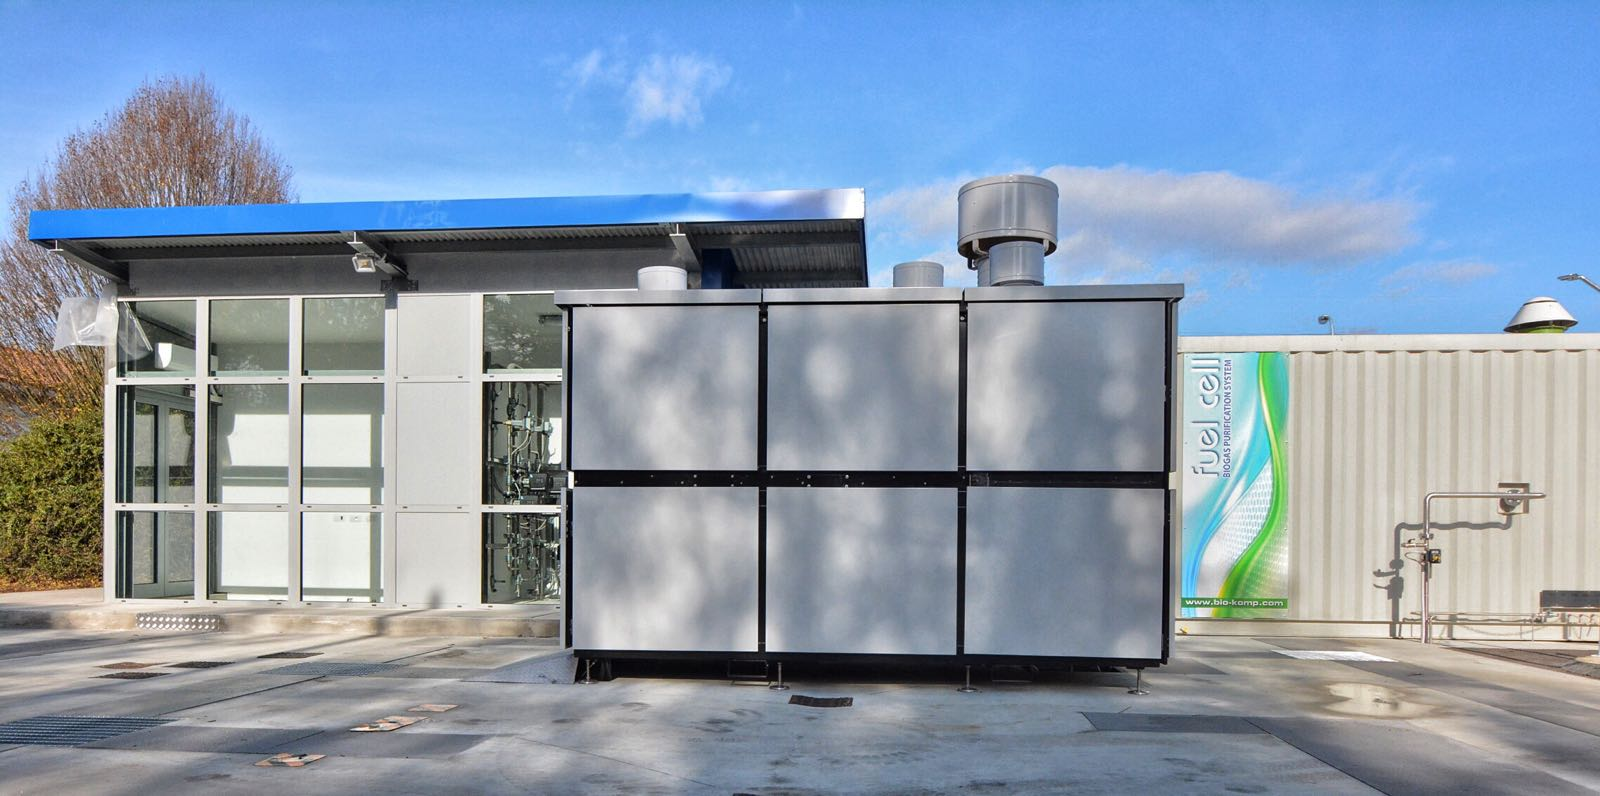 fuel cell
BIOGAS PURIFICATION SYSTEM
www.bio-komp.com